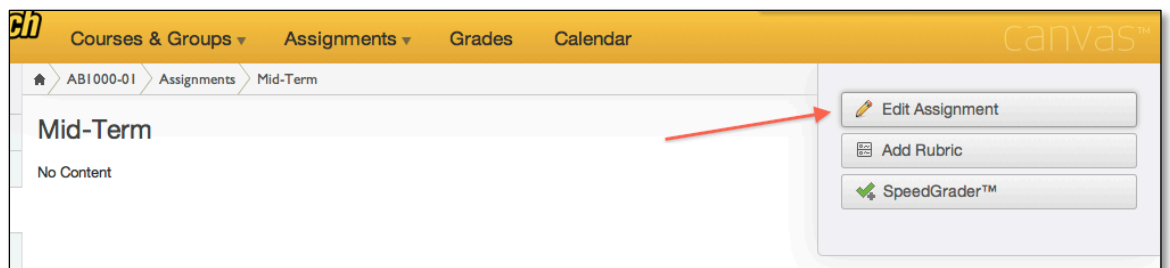 ch
Courses & Groups ▾ Assignments ▾ Grades Calendar canvas™
AB1000-01 Assignments Mid-Term
Mid-Term
No Content
Edit Assignment
Add Rubric
SpeedGrader™